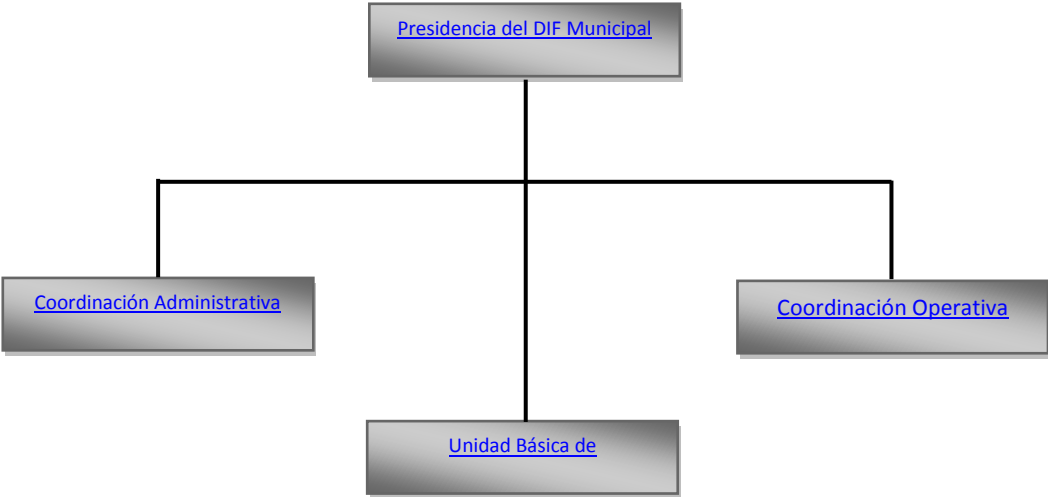 Presidencia del DIF Municipal
Coordinación Administrativa
Coordinación Operativa
Unidad Básica de